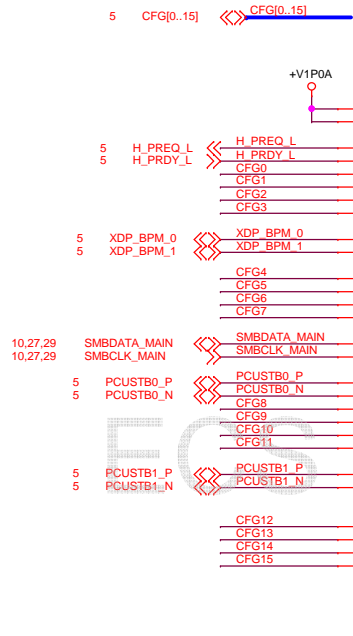 5 CFG[0..15] CFG[0..15]
+V1P0A
5 H_PREQ_L H_PREQ_L
5 H_PRDY_L H_PRDY_L
CFG0
CFG1
CFG2
CFG3
5 XDP_BPM_0 XDP_BPM_0
5 XDP_BPM_1 XDP_BPM_1
CFG4
CFG5
CFG6
CFG7
10,27,29 SMBDATA_MAIN SMBDATA_MAIN
10,27,29 SMBCLK_MAIN SMBCLK_MAIN
5 PCUSTB0_P PCUSTB0_P
5 PCUSTB0_N PCUSTB0_N
CFG8
CFG9
CFG10
CFG11
ECS
5 PCUSTB1_P PCUSTB1_P
5 PCUSTB1_N PCUSTB1_N
CFG12
CFG13
CFG14
CFG15